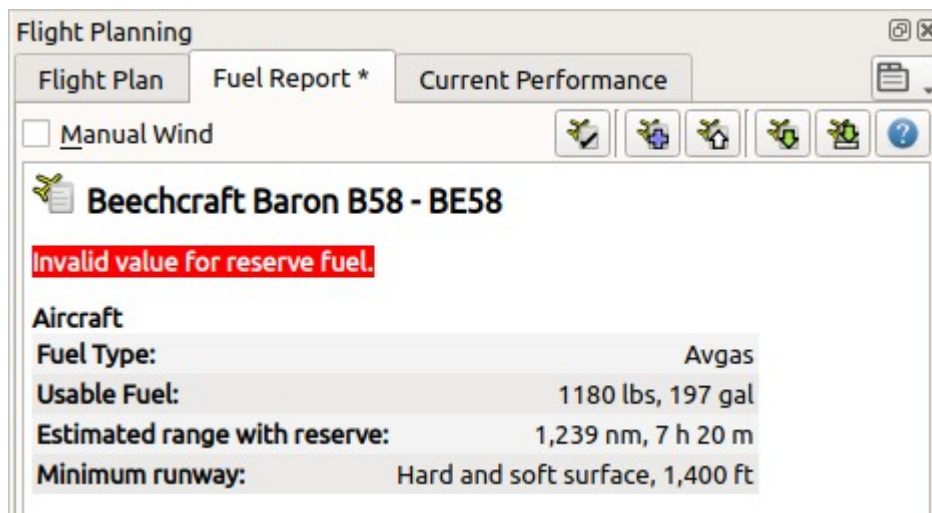 Flight Planning
Flight Plan Fuel Report * Current Performance
Manual Wind
Beechcraft Baron B58 - BE58
Invalid value for reserve fuel.
Aircraft
Fuel Type: Avgas
Usable Fuel: 1180 lbs, 197 gal
Estimated range with reserve: 1,239 nm, 7 h 20 m
Minimum runway: Hard and soft surface, 1,400 ft